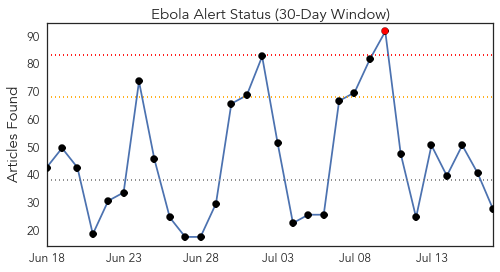 Ebola Alert Status (30-Day Window)
Articles Found
90
80
70
60
50
40
30
20
Jun 18 Jun 23 Jun 28 Jul 03 Jul 08 Jul 13